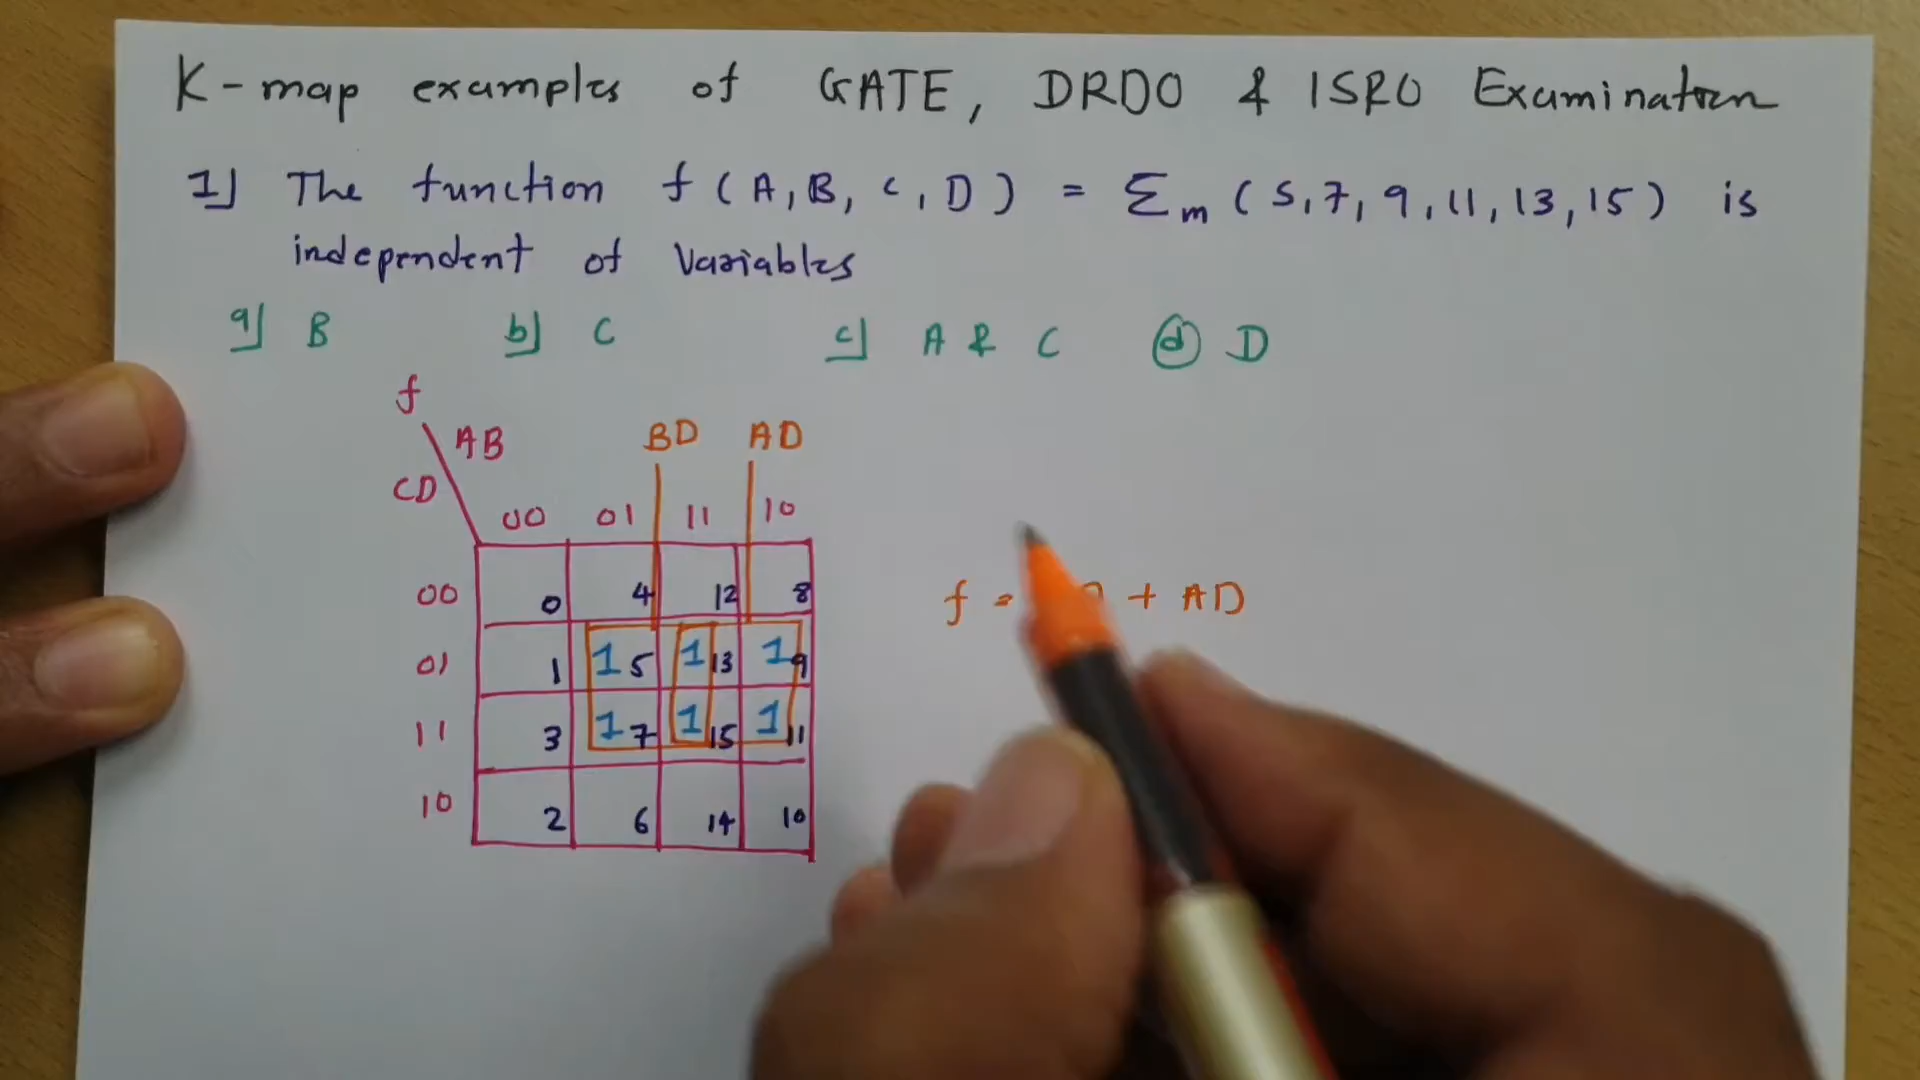 K-map examples of GATE, DRDO & ISRO Examination
1] The function f(A,B,C,D) = Σm(5,7,9,11,13,15) is
independent of Variables
a] B b] C c] A & C d D
f
AB BD AD
CD
00 01 11 10
00 0 4 12 8
f = + AD
01 1 1 5 1 13 1 9
11 3 1 7 1 15 1 11
10 2 6 14 10